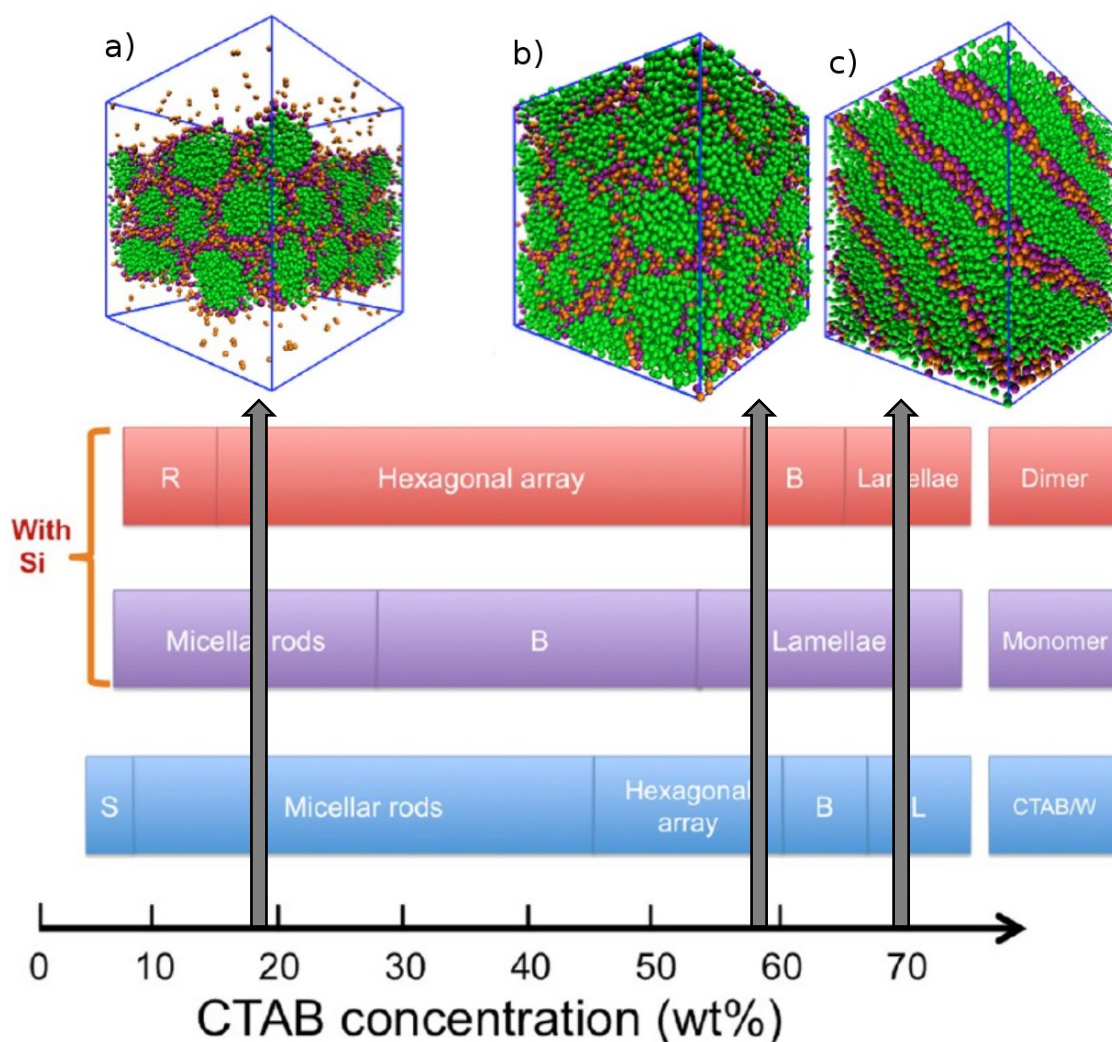 a)
b)
c)
R
Hexagonal array
B
Lamellae
Dimer
With
Si
Micellar rods
B
Lamellae
Monomer
S
Micellar rods
Hexagonal
array
B
L
CTAB/W
0 10 20 30 40 50 60 70
CTAB concentration (wt%)